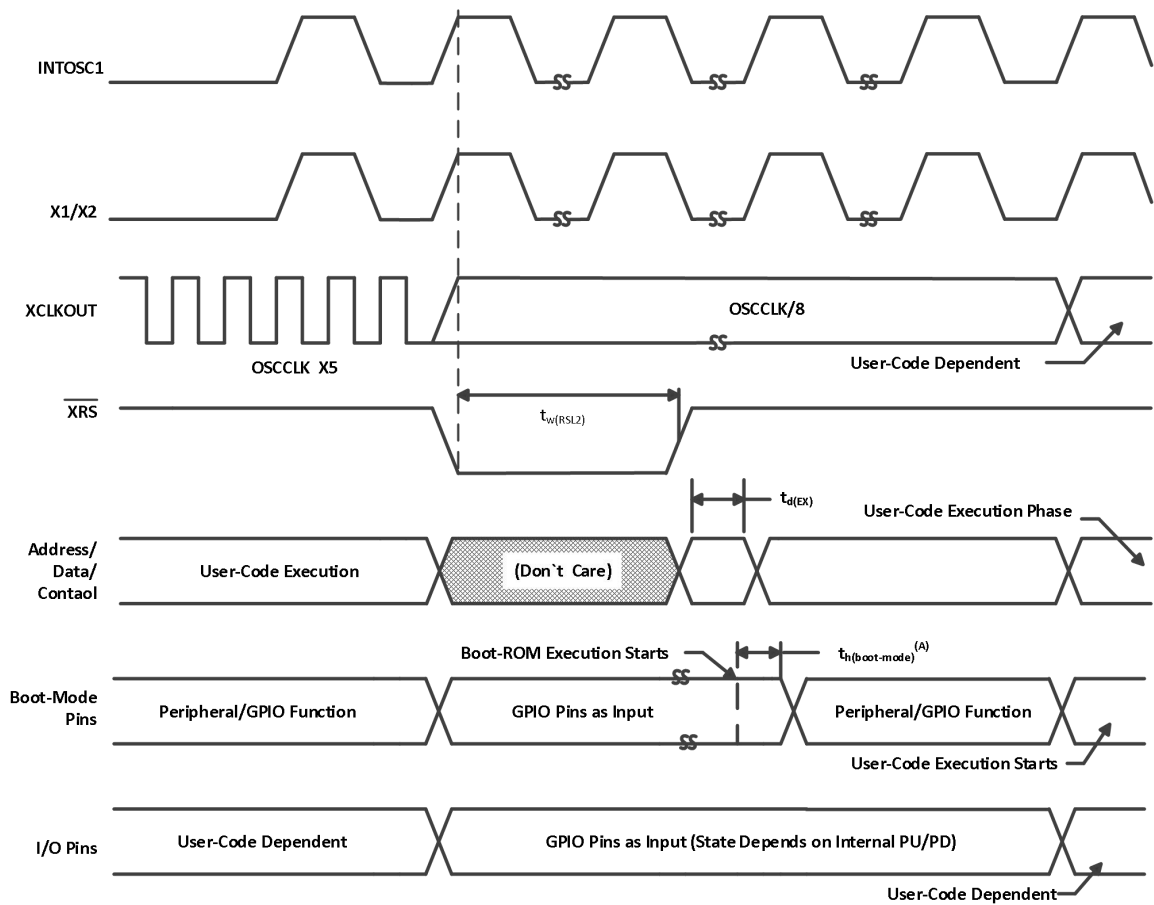 INTOSC1
X1/X2
XCLKOUT
OSCCLK/8
OSCCLK X5
User-Code Dependent
XRS
tw(RSL2)
td(EX)
User-Code Execution Phase
Address/
Data/
Contaol
User-Code Execution
(Don`t Care)
Boot-ROM Execution Starts
th(boot-mode)(A)
Boot-Mode
Pins
Peripheral/GPIO Function
GPIO Pins as Input
Peripheral/GPIO Function
User-Code Execution Starts
I/O Pins
User-Code Dependent
GPIO Pins as Input (State Depends on Internal PU/PD)
User-Code Dependent